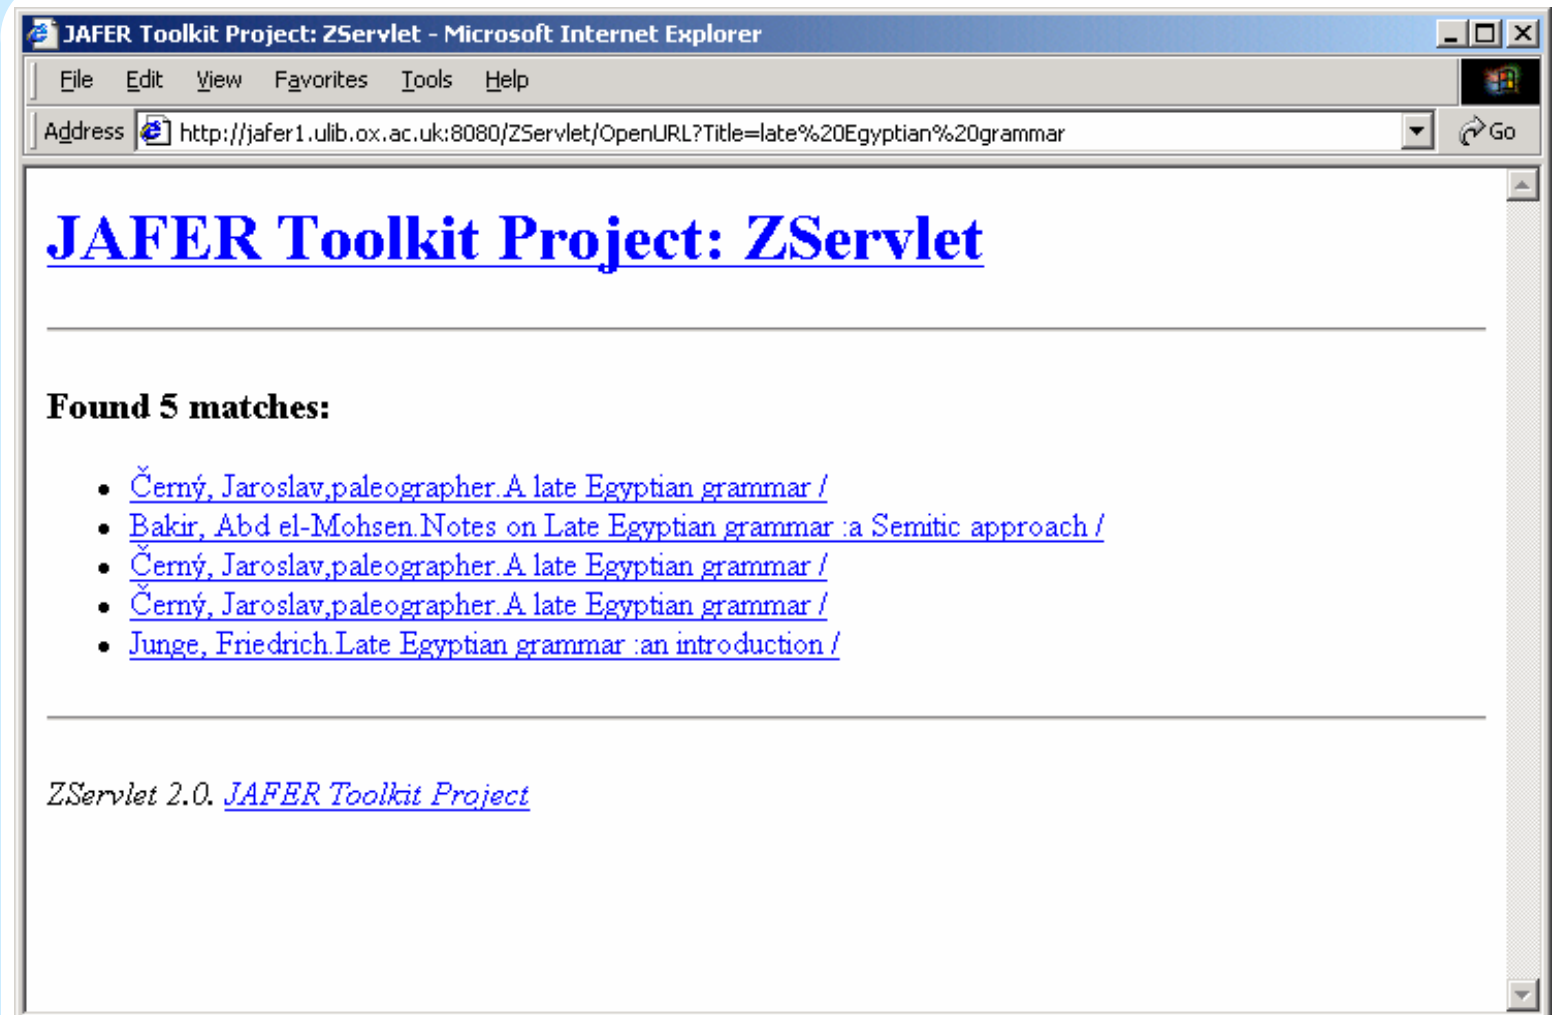 JAFER Toolkit Project: ZServlet - Microsoft Internet Explorer
File Edit View Favorites Tools Help
Address http://jafer1.ulib.ox.ac.uk:8080/ZServlet/OpenURL?Title=late%20Egyptian%20grammar Go
JAFER Toolkit Project: ZServlet
Found 5 matches:
Černý, Jaroslav,paleographer.A late Egyptian grammar /
Bakir, Abd el-Mohsen.Notes on Late Egyptian grammar :a Semitic approach /
Černý, Jaroslav,paleographer.A late Egyptian grammar /
Černý, Jaroslav,paleographer.A late Egyptian grammar /
Junge, Friedrich.Late Egyptian grammar :an introduction /
ZServlet 2.0. JAFER Toolkit Project